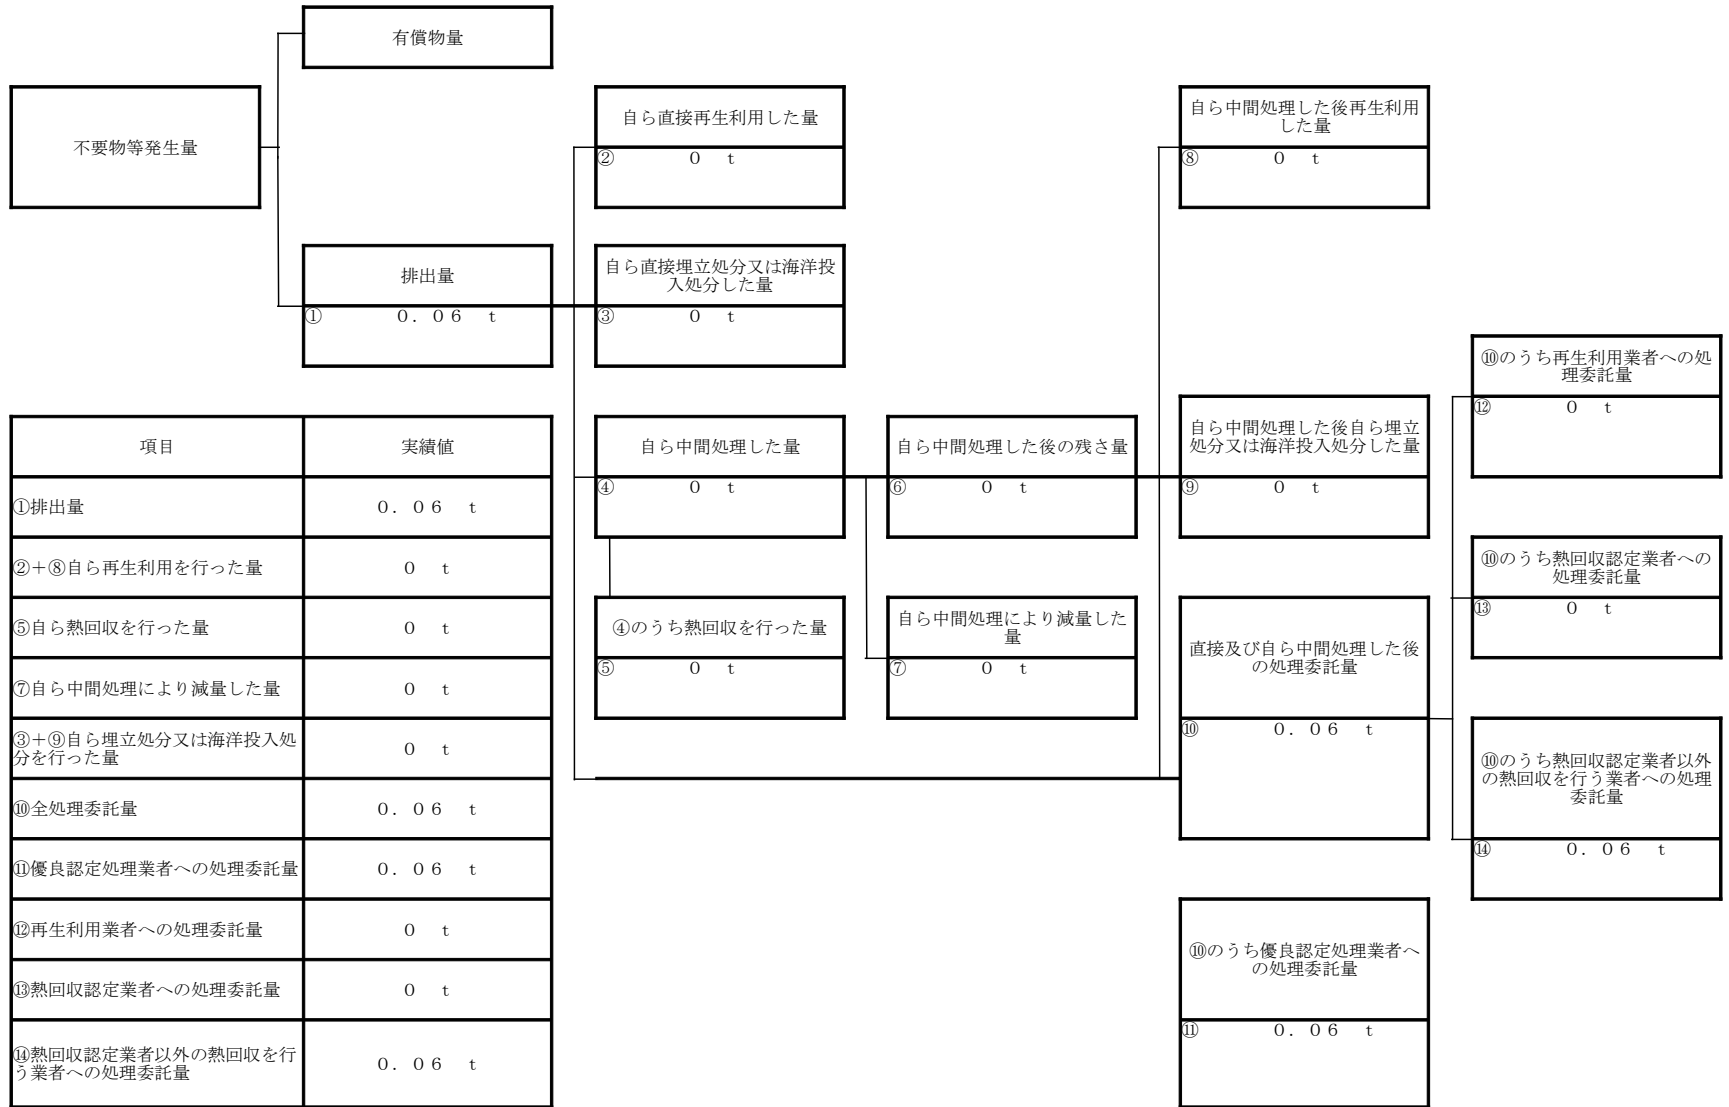 有償物量
不要物等発生量
自ら直接再生利用した量
②　０　ｔ
自ら中間処理した後再生利用
した量
⑧　０　ｔ
排出量
①　０．０６　ｔ
自ら直接埋立処分又は海洋投
入処分した量
③　０　ｔ
自ら中間処理した量
④　０　ｔ
自ら中間処理した後の残さ量
⑥　０　ｔ
自ら中間処理した後自ら埋立
処分又は海洋投入処分した量
⑨　０　ｔ
④のうち熱回収を行った量
⑤　０　ｔ
自ら中間処理により減量した
量
⑦　０　ｔ
直接及び自ら中間処理した後
の処理委託量
⑩　０．０６　ｔ
⑩のうち優良認定処理業者へ
の処理委託量
⑪　０．０６　ｔ
⑩のうち再生利用業者への処
理委託量
⑫　０　ｔ
⑩のうち熱回収認定業者への
処理委託量
⑬　０　ｔ
⑩のうち熱回収認定業者以外
の熱回収を行う業者への処理
委託量
⑭　０．０６　ｔ
項目　実績値
①排出量　０．０６　ｔ
②＋⑧自ら再生利用を行った量　０　ｔ
⑤自ら熱回収を行った量　０　ｔ
⑦自ら中間処理により減量した量　０　ｔ
③＋⑨自ら埋立処分又は海洋投入処
分を行った量　０　ｔ
⑩全処理委託量　０．０６　ｔ
⑪優良認定処理業者への処理委託量　０．０６　ｔ
⑫再生利用業者への処理委託量　０　ｔ
⑬熱回収認定業者への処理委託量　０　ｔ
⑭熱回収認定業者以外の熱回収を行
う業者への処理委託量　０．０６　ｔ